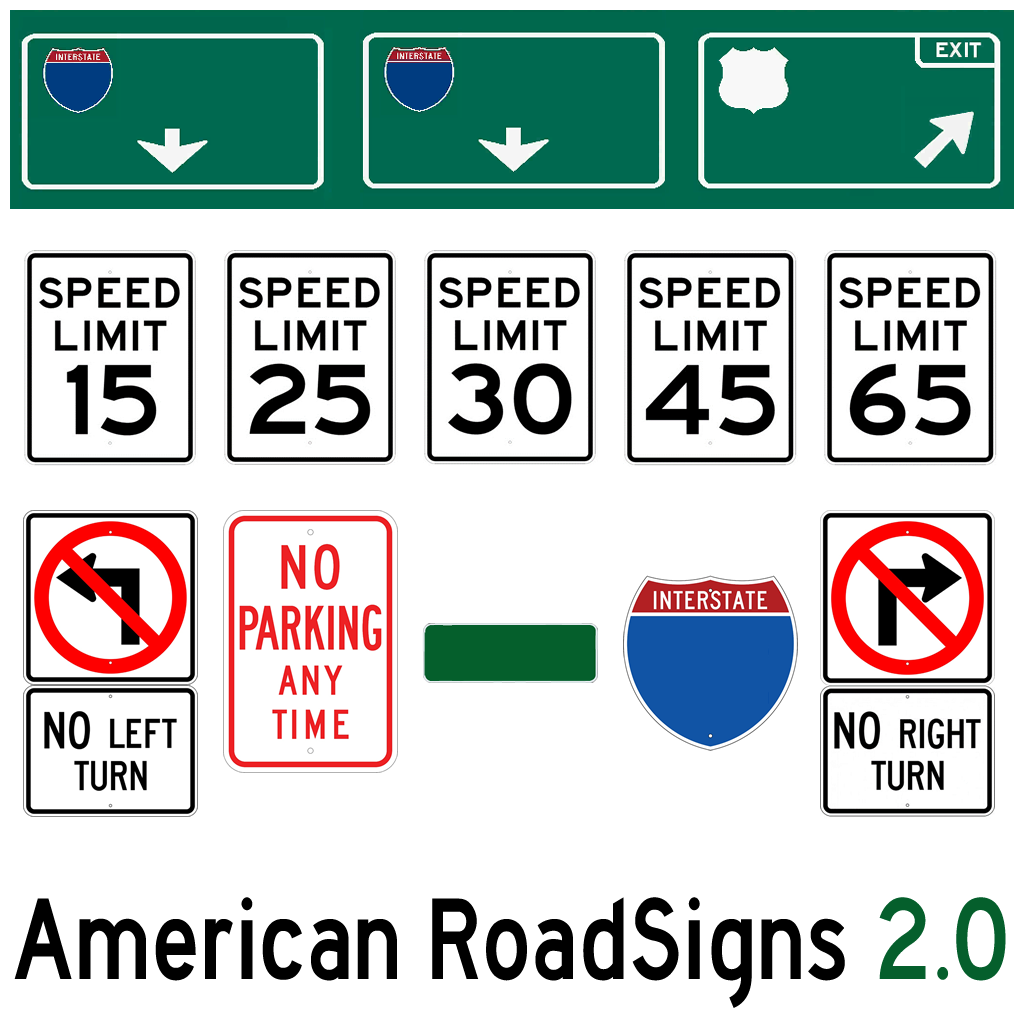 INTERSTATE
INTERSTATE
EXIT
SPEED
LIMIT
15
SPEED
LIMIT
25
SPEED
LIMIT
30
SPEED
LIMIT
45
SPEED
LIMIT
65
NO LEFT
TURN
NO
PARKING
ANY
TIME
INTERSTATE
NO RIGHT
TURN
American RoadSigns 2.0